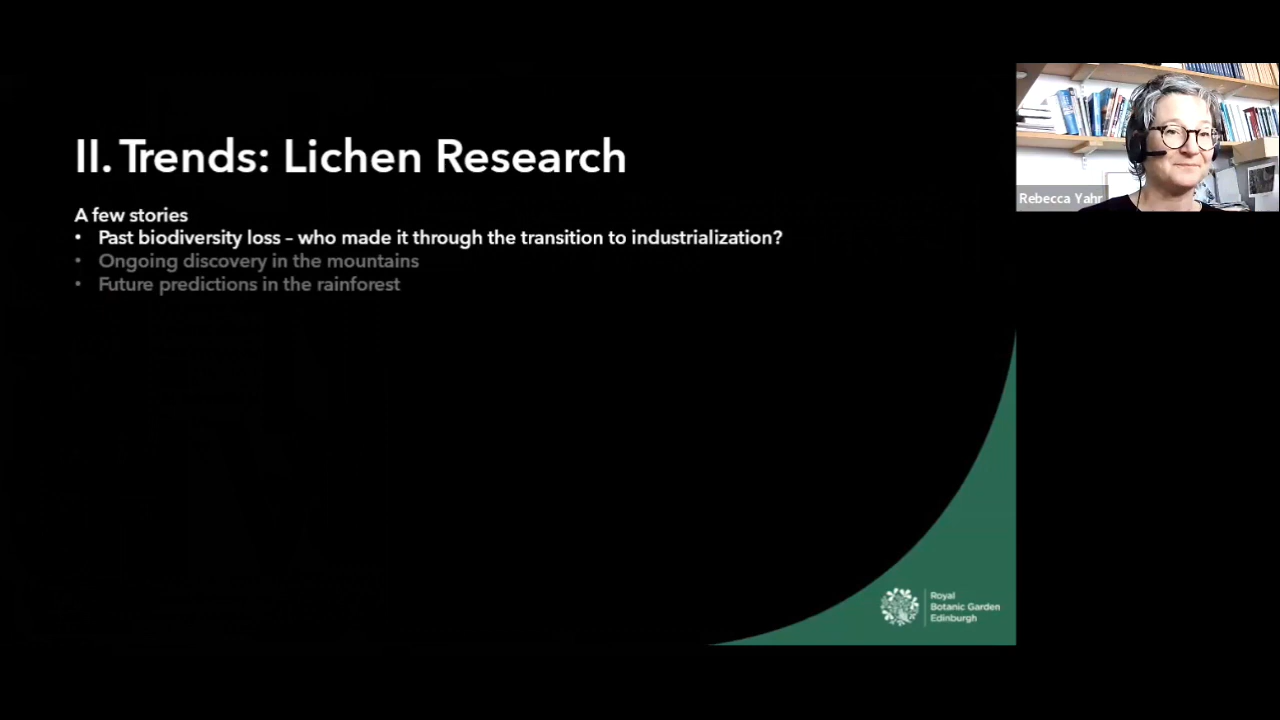 II. Trends: Lichen Research
A few stories
• Past biodiversity loss – who made it through the transition to industrialization?
• Ongoing discovery in the mountains
• Future predictions in the rainforest
Rebecca Yahr
Royal
Botanic Garden
Edinburgh